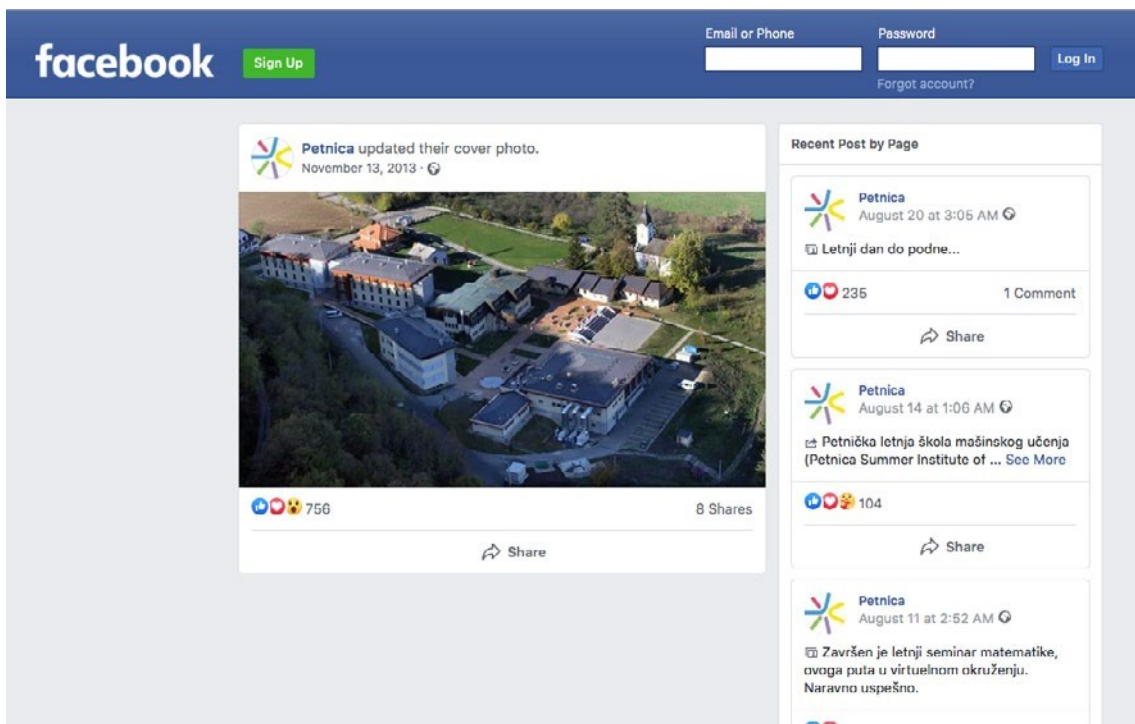 facebook
Sign Up
Email or Phone
Password
Log In
Forgot account?
Petnica updated their cover photo.
November 13, 2013 ·
756
8 Shares
Share
Recent Post by Page
Petnica
August 20 at 3:05 AM
Letnji dan do podne...
235
1 Comment
Share
Petnica
August 14 at 1:06 AM
Petnička letnja škola mašinskog učenja
(Petnica Summer Institute of ... See More
104
Share
Petnica
August 11 at 2:52 AM
Završen je letnji seminar matematike,
ovoga puta u virtuelnom okruženju.
Naravno uspešno.